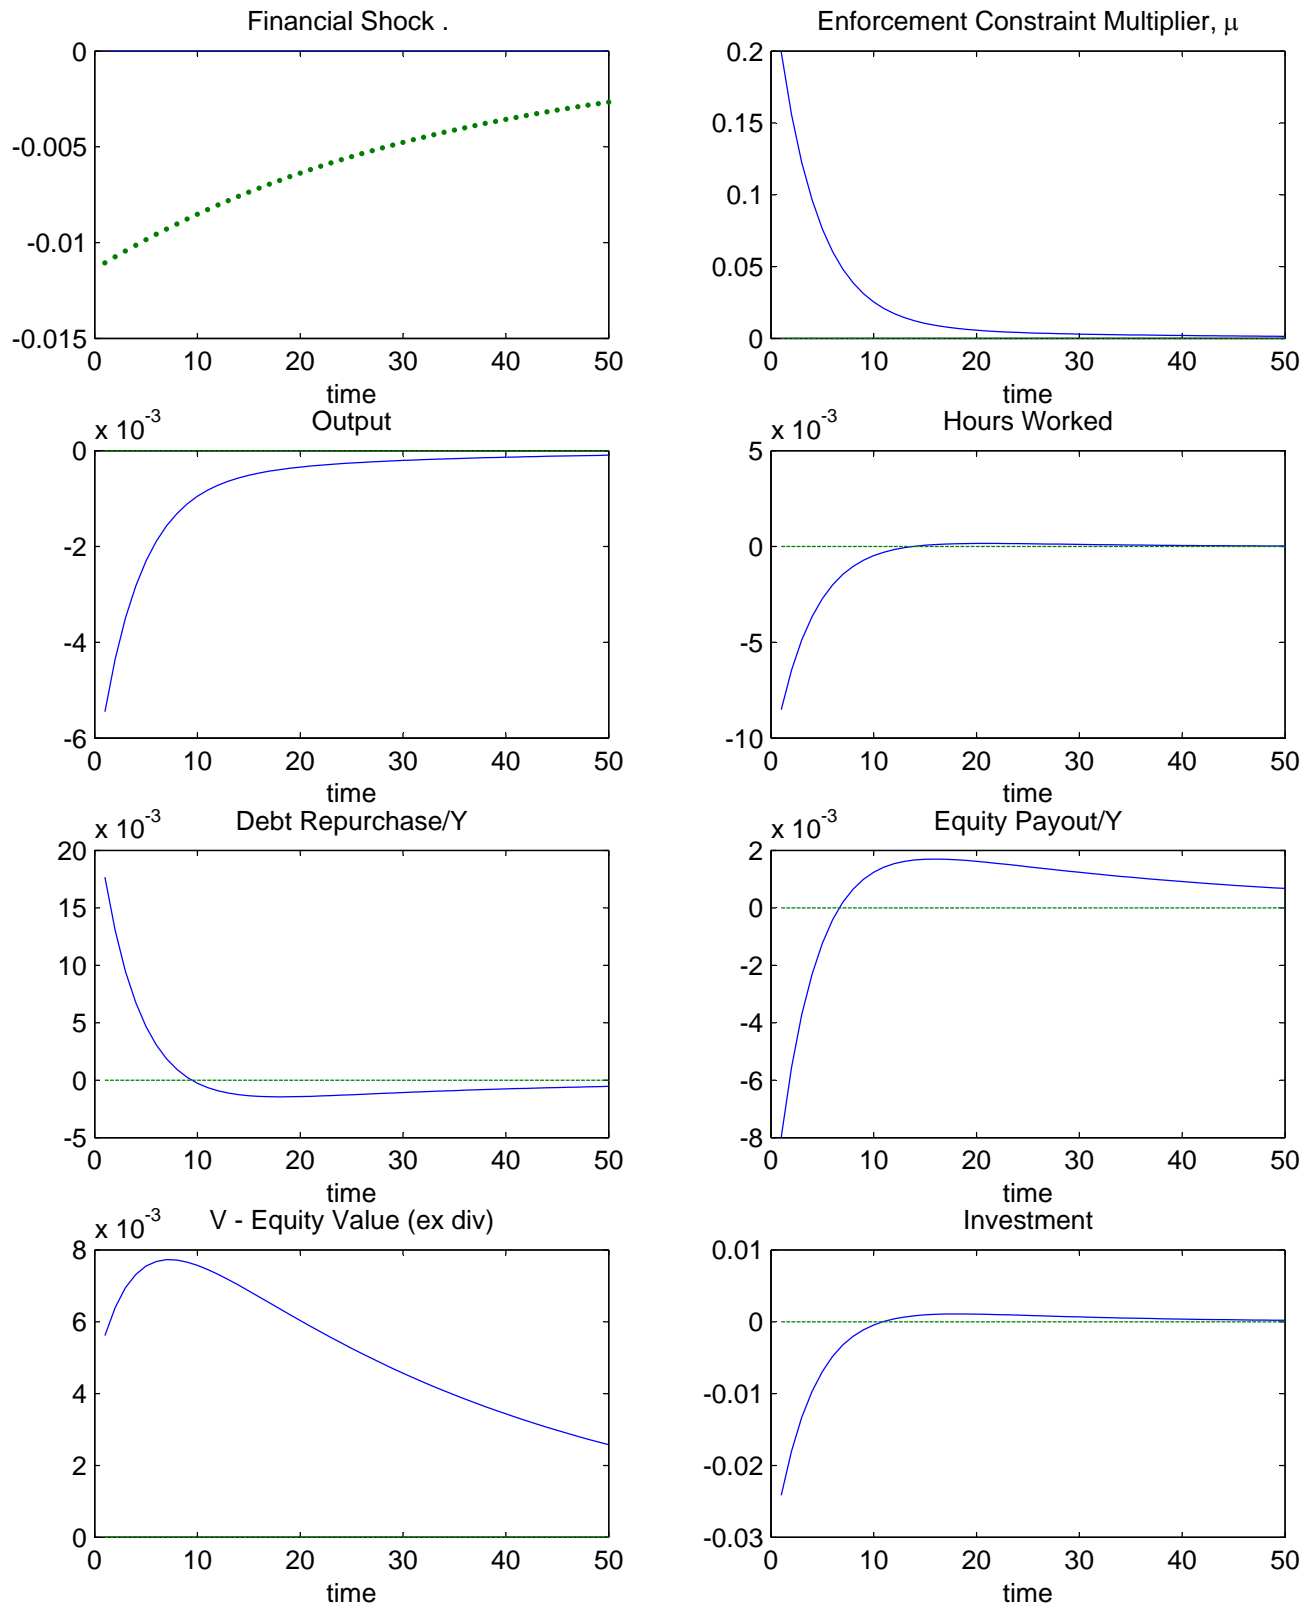 Financial Shock .
0
-0.005
-0.01
-0.015
0 10 20 30 40 50
time
Enforcement Constraint Multiplier, μ
0.2
0.15
0.1
0.05
0
0 10 20 30 40 50
time
Output
x 10^-3
0
-2
-4
-6
0 10 20 30 40 50
time
Hours Worked
x 10^-3
5
0
-5
-10
0 10 20 30 40 50
time
Debt Repurchase/Y
x 10^-3
20
15
10
5
0
-5
0 10 20 30 40 50
time
Equity Payout/Y
x 10^-3
2
0
-2
-4
-6
-8
0 10 20 30 40 50
time
V - Equity Value (ex div)
x 10^-3
8
6
4
2
0
0 10 20 30 40 50
time
Investment
0.01
0
-0.01
-0.02
-0.03
0 10 20 30 40 50
time